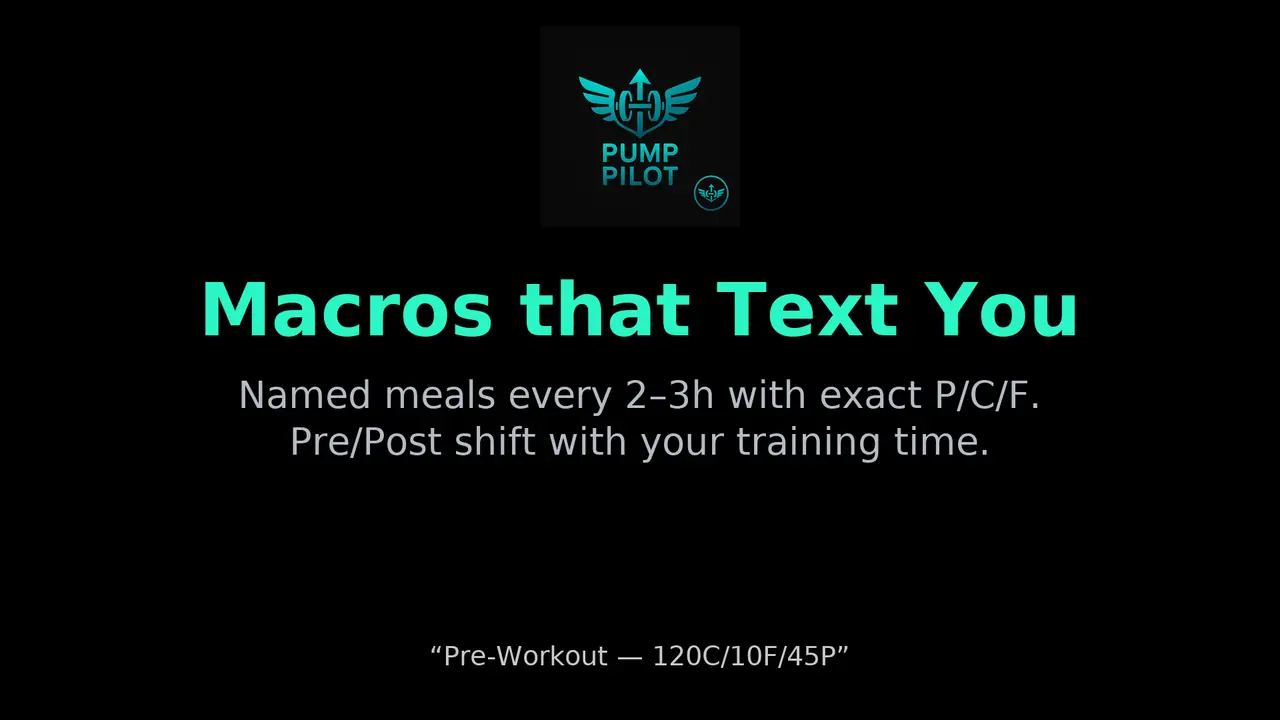 PUMP
PILOT
Macros that Text You
Named meals every 2–3h with exact P/C/F.
Pre/Post shift with your training time.
“Pre-Workout — 120C/10F/45P”